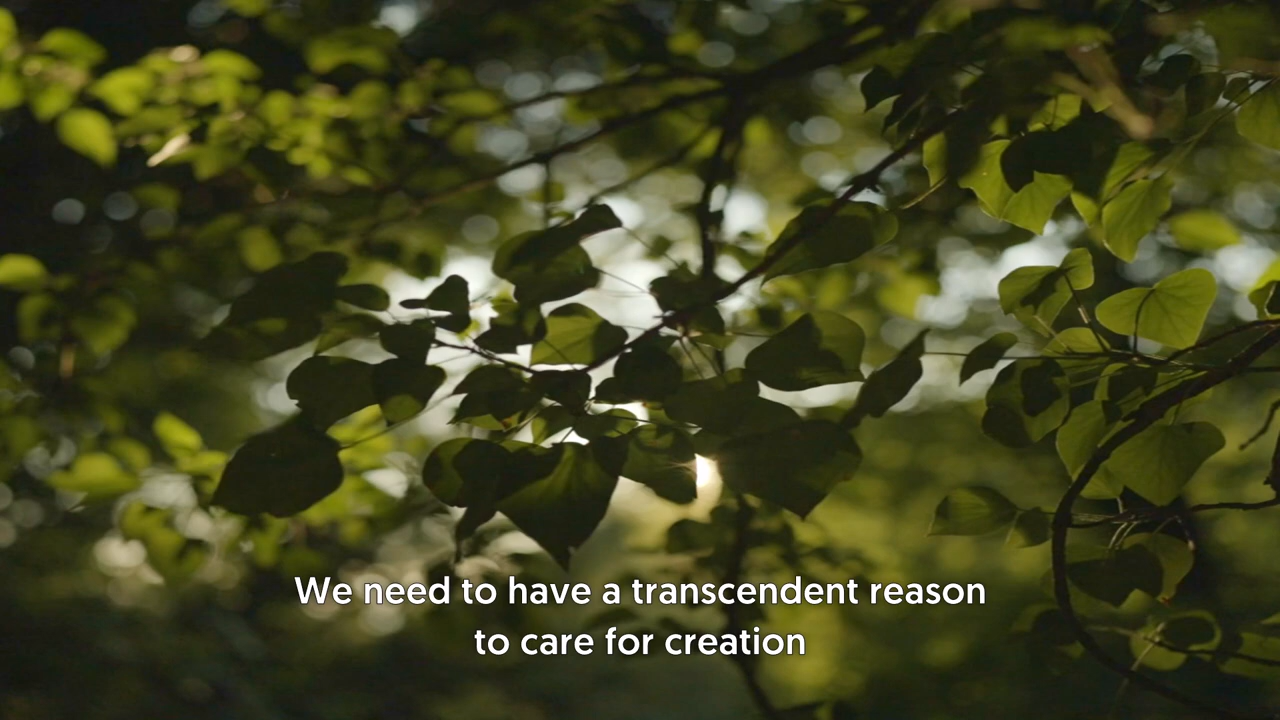 We need to have a transcendent reason
to care for creation